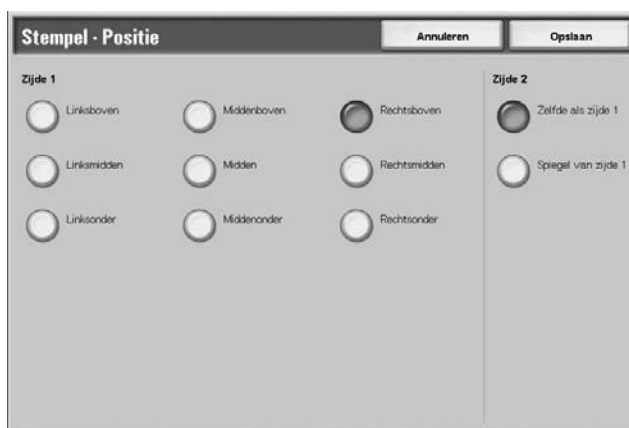 Stempel · Positie
Annuleren
Opslaan
Zijde 1
Linksboven
Middenboven
Rechtsboven
Linksmidden
Midden
Rechtsmidden
Linksonder
Middenonder
Rechtsonder
Zijde 2
Zelfde als zijde 1
Spiegel van zijde 1